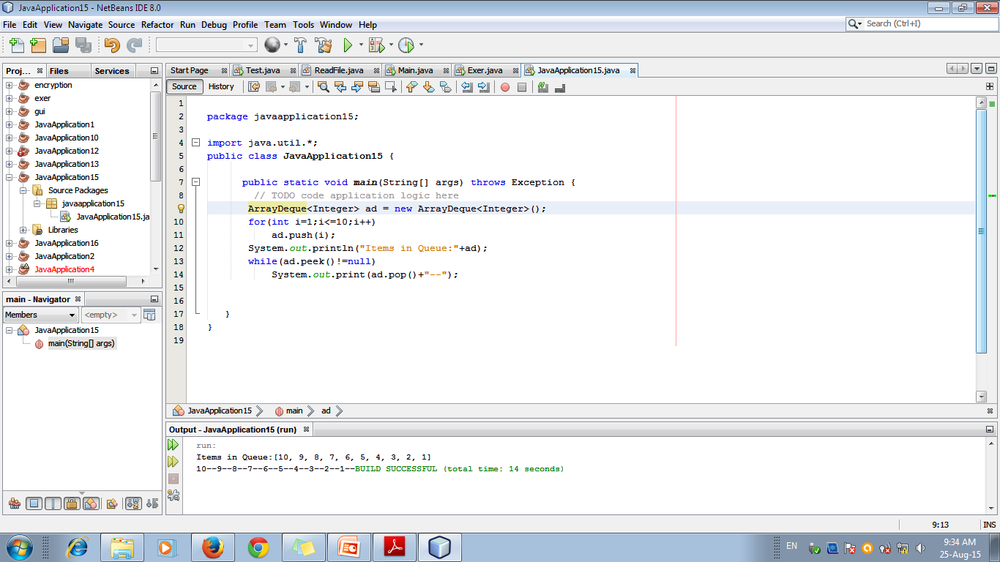 JavaApplication15 - NetBeans IDE 8.0
File Edit View Navigate Source Refactor Run Debug Profile Team Tools Window Help
Search (Ctrl+I)
Proj... Files Services
encryption
exer
gui
JavaApplication1
JavaApplication10
JavaApplication12
JavaApplication13
JavaApplication15
Source Packages
javaapplication15
JavaApplication15.ja
Libraries
JavaApplication16
JavaApplication2
JavaApplication4
main - Navigator
Members <empty>
JavaApplication15
main(String[] args)
Start Page Test.java ReadFile.java Main.java Exer.java JavaApplication15.java
Source History
1
2 package javaapplication15;
3
4 import java.util.*;
5 public class JavaApplication15 {
6
7 public static void main(String[] args) throws Exception {
8 // TODO code application logic here
ArrayDeque<Integer> ad = new ArrayDeque<Integer>();
10 for(int i=1;i<=10;i++)
11 ad.push(i);
12 System.out.println("Items in Queue:"+ad);
13 while(ad.peek()!=null)
14 System.out.print(ad.pop()+"--");
15
16
17 }
18 }
19
JavaApplication15 main ad
Output - JavaApplication15 (run)
run:
Items in Queue:[10, 9, 8, 7, 6, 5, 4, 3, 2, 1]
10--9--8--7--6--5--4--3--2--1--BUILD SUCCESSFUL (total time: 14 seconds)
9:13 INS
EN
9:34 AM
25-Aug-15